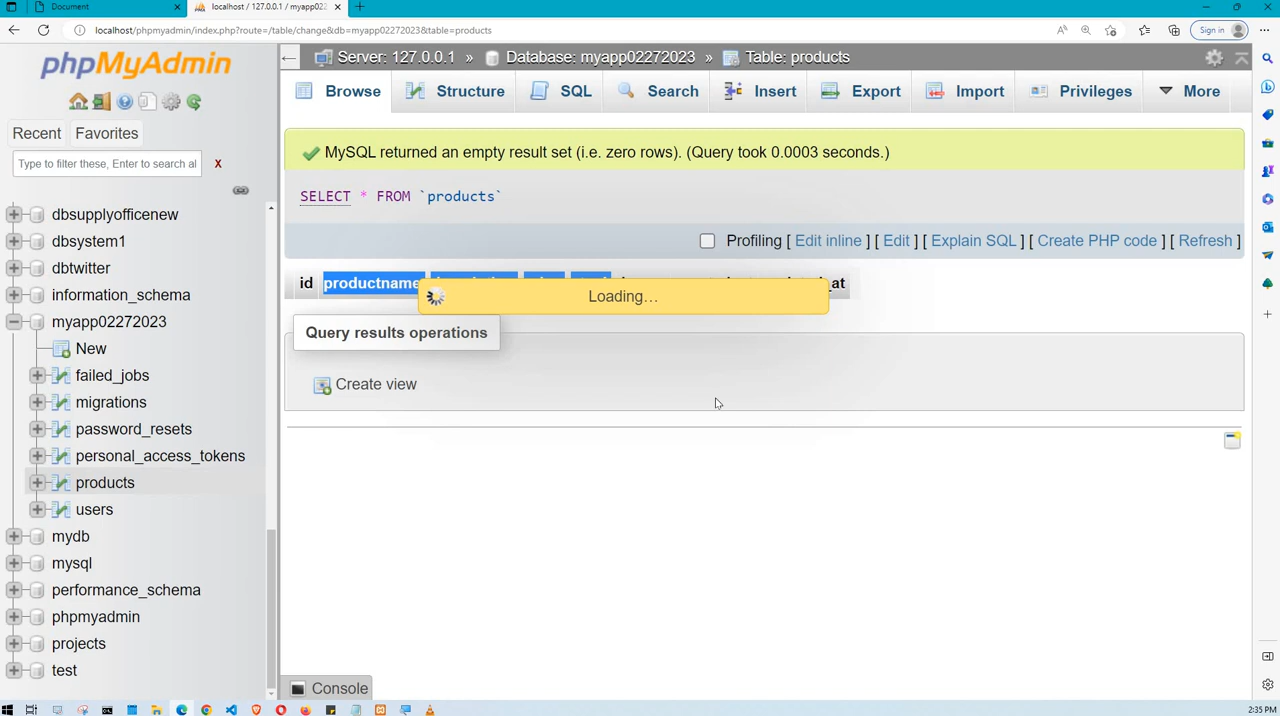 Document
localhost / 127.0.0.1 / myapp022
localhost/phpmyadmin/index.php?route=/table/change&db=myapp02272023&table=products
Sign in
phpMyAdmin
Recent Favorites
Type to filter these, Enter to search al X
dbsupplyofficenew
dbsystem1
dbtwitter
information_schema
myapp02272023
New
failed_jobs
migrations
password_resets
personal_access_tokens
products
users
mydb
mysql
performance_schema
phpmyadmin
projects
test
Server: 127.0.0.1 » Database: myapp02272023 » Table: products
Browse Structure SQL Search Insert Export Import Privileges More
MySQL returned an empty result set (i.e. zero rows). (Query took 0.0003 seconds.)
SELECT * FROM `products`
Profiling [ Edit inline ] [ Edit ] [ Explain SQL ] [ Create PHP code ] [ Refresh ]
id productname _at
Loading…
Query results operations
Create view
Console
2:35 PM